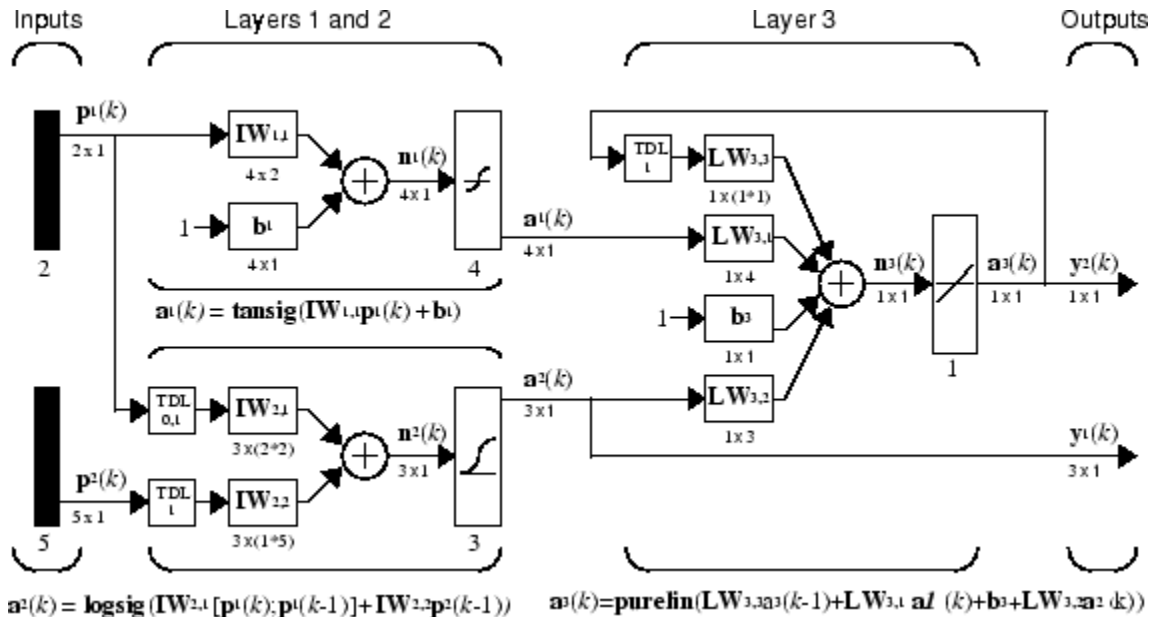 Inputs Layers 1 and 2 Layer 3 Outputs
p1(k)
2 x 1
2
IW1,1
4 x 2
1 b1
4 x 1
n1(k)
4 x 1
4
a1(k) = tansig(IW1,1p1(k) + b1)
a1(k)
4 x 1
TDL
1
LW3,3
1 x (1*1)
LW3,1
1 x 4
1 b3
1 x 1
LW3,2
1 x 3
n3(k)
1 x 1
1
a3(k)
1 x 1
y2(k)
1 x 1
p2(k)
5 x 1
5
TDL
0,1
IW2,1
3 x (2*2)
TDL
1
IW2,2
3 x (1*5)
n2(k)
3 x 1
3
a2(k)
3 x 1
y1(k)
3 x 1
a2(k) = logsig(IW2,1 [p1(k);p1(k-1)]+ IW2,2p2(k-1))
a3(k)=purelin(LW3,3a3(k-1)+LW3,1 a1 (k)+b3+LW3,2a2 (k))